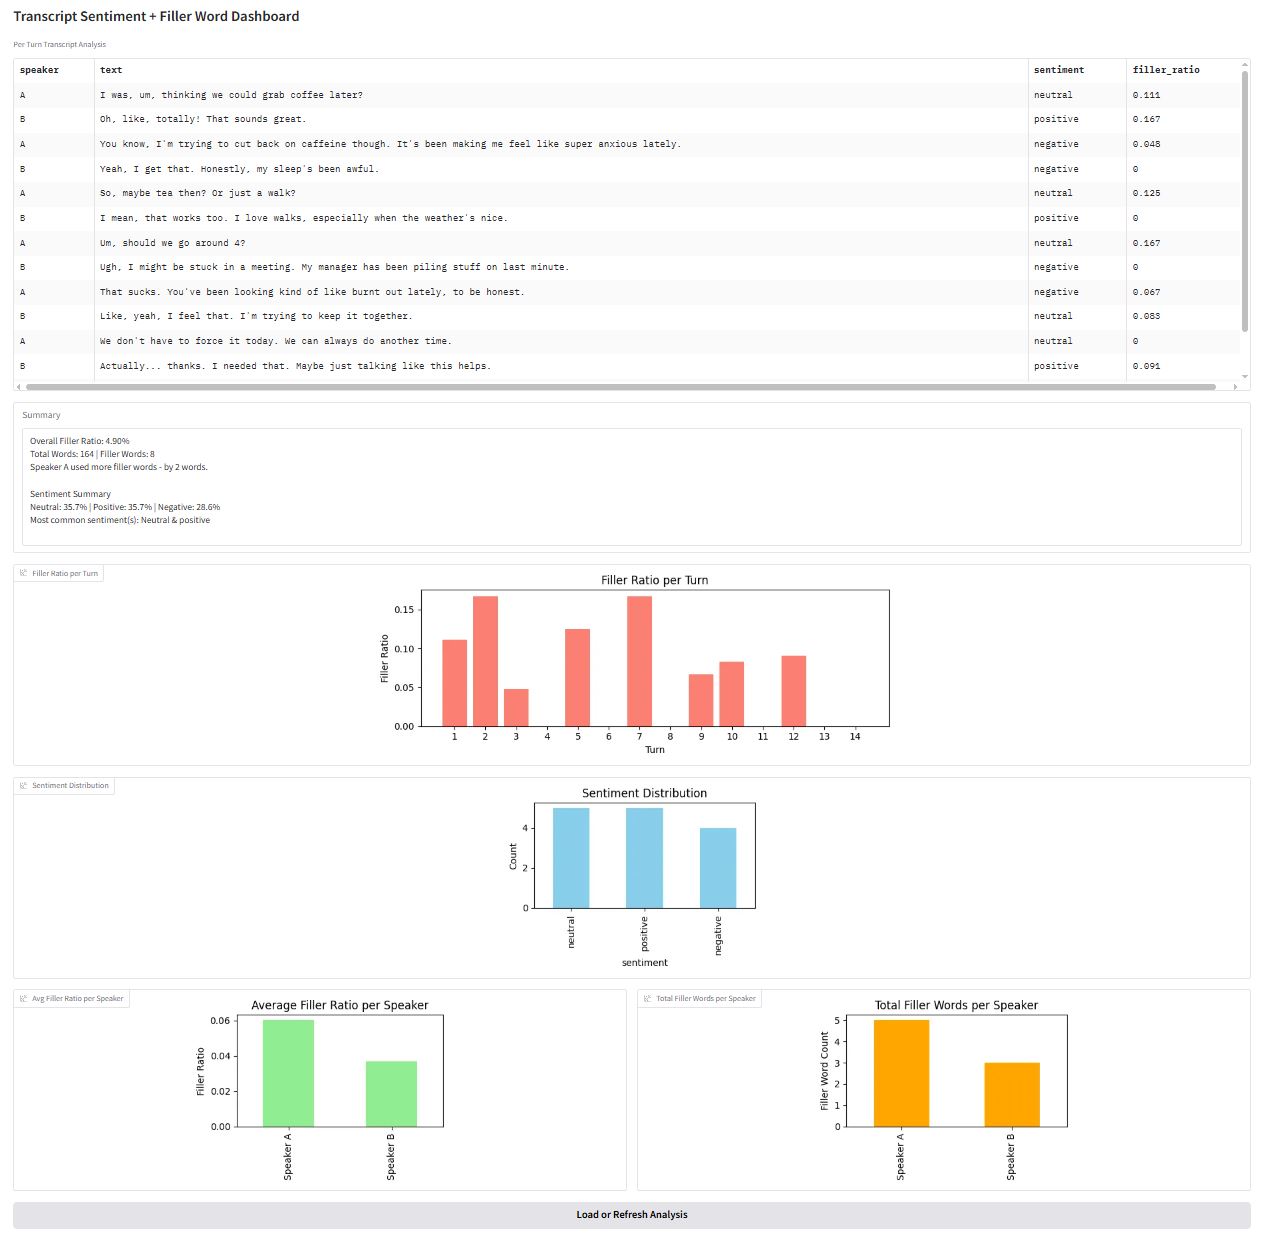 Transcript Sentiment + Filler Word Dashboard
Per Turn Transcript Analysis
speaker text sentiment filler_ratio
A I was, um, thinking we could grab coffee later? neutral 0.111
B Oh, like, totally! That sounds great. positive 0.167
A You know, I'm trying to cut back on caffeine though. It's been making me feel like super anxious lately. negative 0.048
B Yeah, I get that. Honestly, my sleep's been awful. negative 0
A So, maybe tea then? Or just a walk? neutral 0.125
B I mean, that works too. I love walks, especially when the weather's nice. positive 0
A Um, should we go around 4? neutral 0.167
B Ugh, I might be stuck in a meeting. My manager has been piling stuff on last minute. negative 0
A That sucks. You've been looking kind of like burnt out lately, to be honest. negative 0.067
B Like, yeah, I feel that. I'm trying to keep it together. neutral 0.083
A We don't have to force it today. We can always do another time. neutral 0
B Actually... thanks. I needed that. Maybe just talking like this helps. positive 0.091
Summary
Overall Filler Ratio: 4.90%
Total Words: 164 | Filler Words: 8
Speaker A used more filler words - by 2 words.
Sentiment Summary
Neutral: 35.7% | Positive: 35.7% | Negative: 28.6%
Most common sentiment(s): Neutral & positive
Filler Ratio per Turn
Filler Ratio per Turn
0.15
0.10
0.05
0.00
Filler Ratio
1 2 3 4 5 6 7 8 9 10 11 12 13 14
Turn
Sentiment Distribution
Sentiment Distribution
4
2
0
Count
neutral positive negative
sentiment
Avg Filler Ratio per Speaker
Average Filler Ratio per Speaker
0.06
0.04
0.02
0.00
Filler Ratio
Speaker A Speaker B
Total Filler Words per Speaker
Total Filler Words per Speaker
5
4
3
2
1
0
Filler Word Count
Speaker A Speaker B
Load or Refresh Analysis